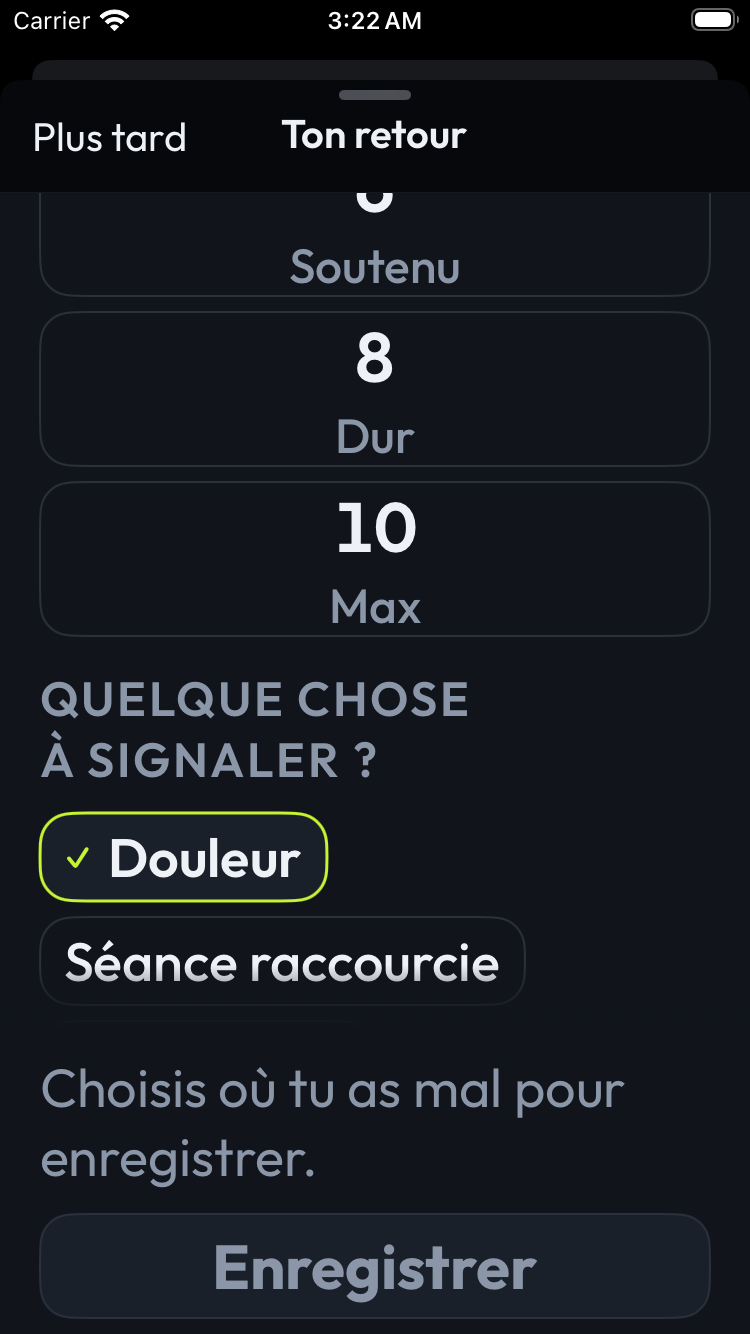 Carrier
3:22 AM
Plus tard
Ton retour
Soutenu
8
Dur
10
Max
QUELQUE CHOSE
À SIGNALER ?
✓ Douleur
Séance raccourcie
Choisis où tu as mal pour
enregistrer.
Enregistrer